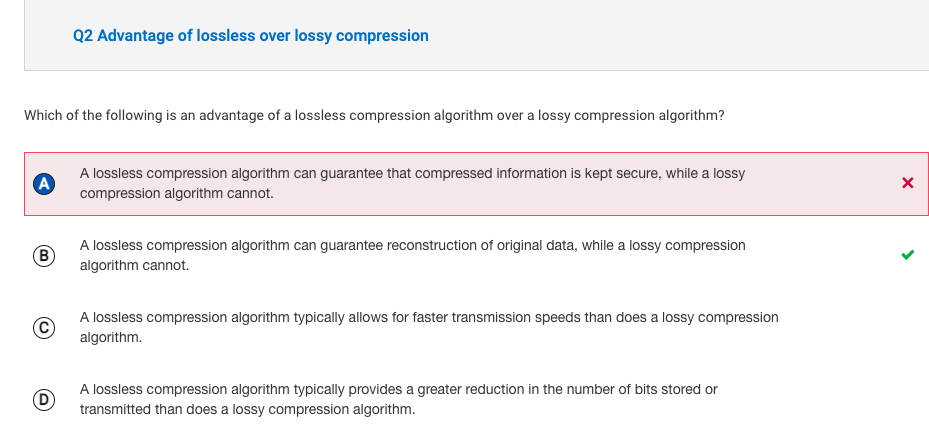 Q2 Advantage of lossless over lossy compression
Which of the following is an advantage of a lossless compression algorithm over a lossy compression algorithm?
A
A lossless compression algorithm can guarantee that compressed information is kept secure, while a lossy
compression algorithm cannot.
B
A lossless compression algorithm can guarantee reconstruction of original data, while a lossy compression
algorithm cannot.
C
A lossless compression algorithm typically allows for faster transmission speeds than does a lossy compression
algorithm.
D
A lossless compression algorithm typically provides a greater reduction in the number of bits stored or
transmitted than does a lossy compression algorithm.